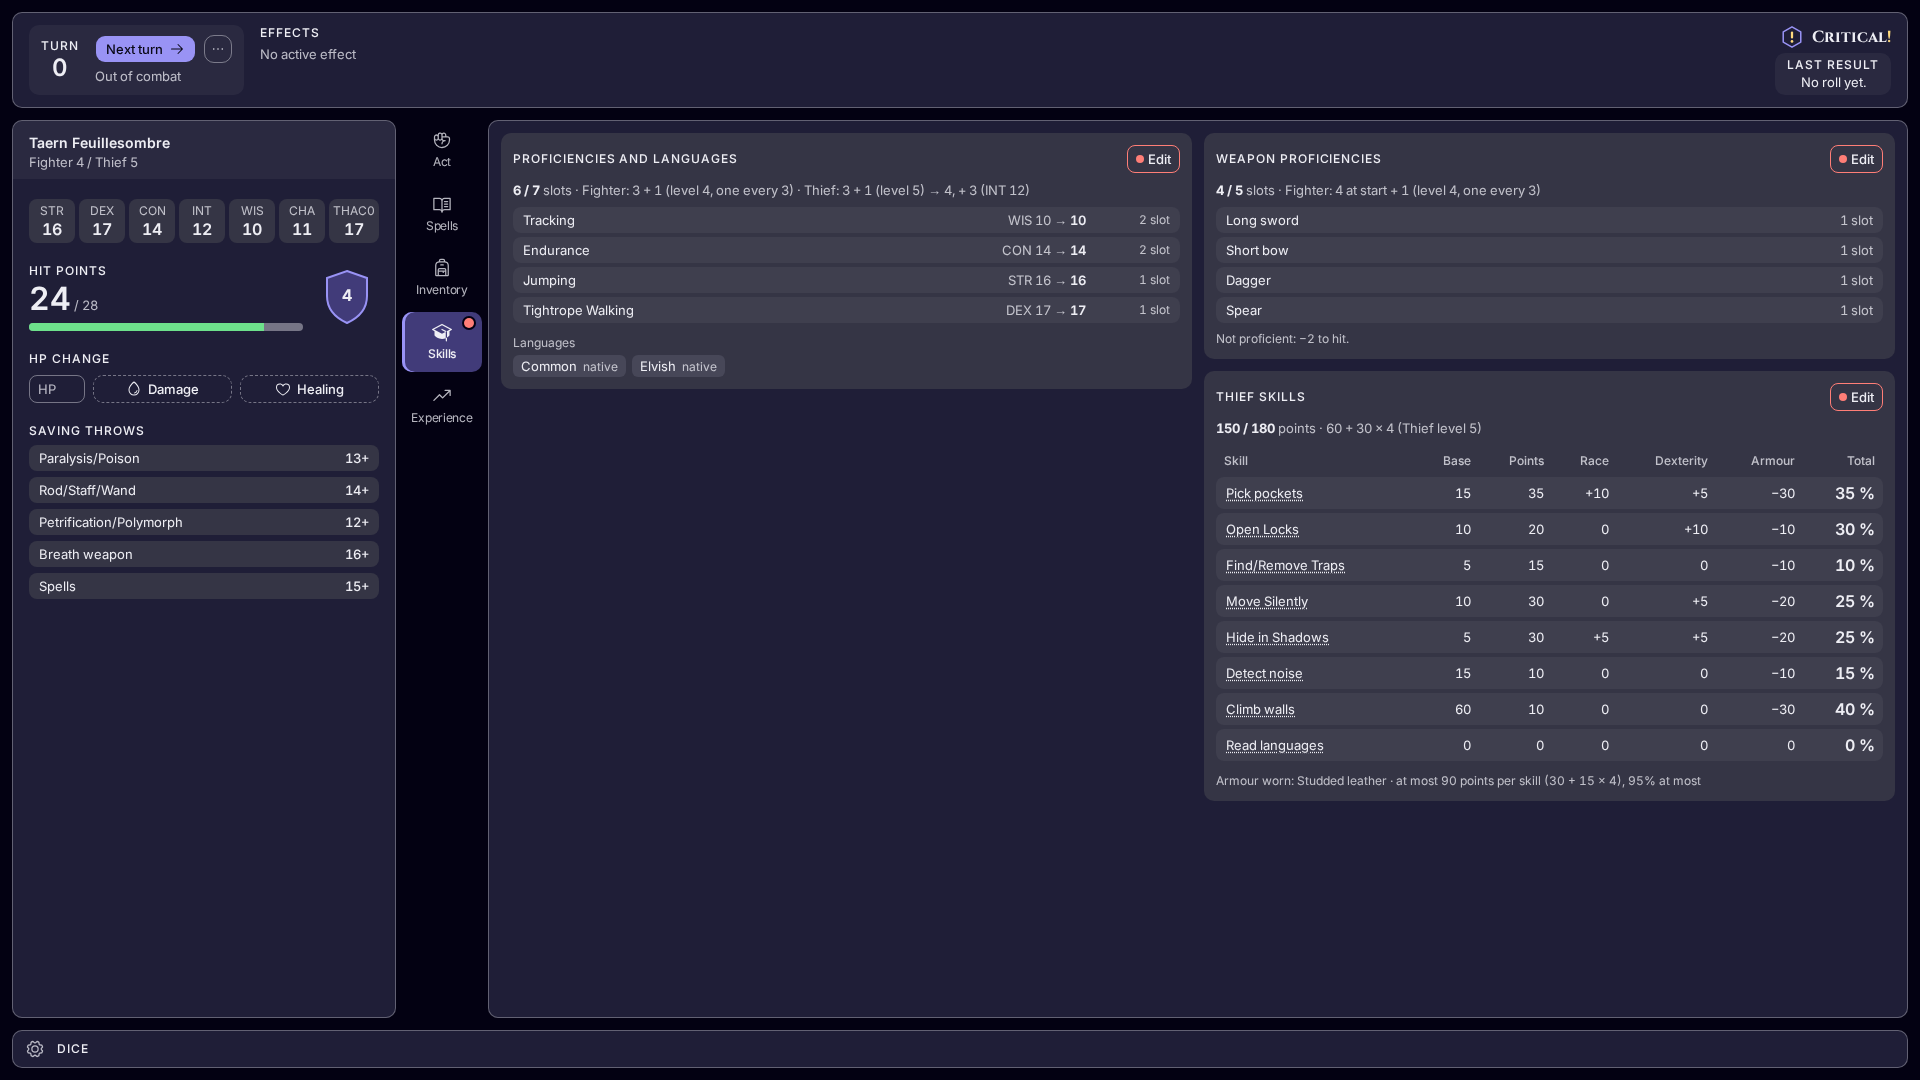 TURN
0
Next turn →
...
Out of combat
EFFECTS
No active effect
CRITICAL!
LAST RESULT
No roll yet.
Taern Feuillesombre
Fighter 4 / Thief 5
STR DEX CON INT WIS CHA THAC0
16 17 14 12 10 11 17
HIT POINTS
24 / 28
4
HP CHANGE
HP Damage Healing
SAVING THROWS
Paralysis/Poison 13+
Rod/Staff/Wand 14+
Petrification/Polymorph 12+
Breath weapon 16+
Spells 15+
Act
Spells
Inventory
Skills
Experience
PROFICIENCIES AND LANGUAGES Edit
6 / 7 slots · Fighter: 3 + 1 (level 4, one every 3) · Thief: 3 + 1 (level 5) → 4, + 3 (INT 12)
Tracking WIS 10 → 10 2 slot
Endurance CON 14 → 14 2 slot
Jumping STR 16 → 16 1 slot
Tightrope Walking DEX 17 → 17 1 slot
Languages
Common native Elvish native
WEAPON PROFICIENCIES Edit
4 / 5 slots · Fighter: 4 at start + 1 (level 4, one every 3)
Long sword 1 slot
Short bow 1 slot
Dagger 1 slot
Spear 1 slot
Not proficient: −2 to hit.
THIEF SKILLS Edit
150 / 180 points · 60 + 30 × 4 (Thief level 5)
Skill Base Points Race Dexterity Armour Total
Pick pockets 15 35 +10 +5 −30 35 %
Open Locks 10 20 0 +10 −10 30 %
Find/Remove Traps 5 15 0 0 −10 10 %
Move Silently 10 30 0 +5 −20 25 %
Hide in Shadows 5 30 +5 +5 −20 25 %
Detect noise 15 10 0 0 −10 15 %
Climb walls 60 10 0 0 −30 40 %
Read languages 0 0 0 0 0 0 %
Armour worn: Studded leather · at most 90 points per skill (30 + 15 × 4), 95% at most
DICE